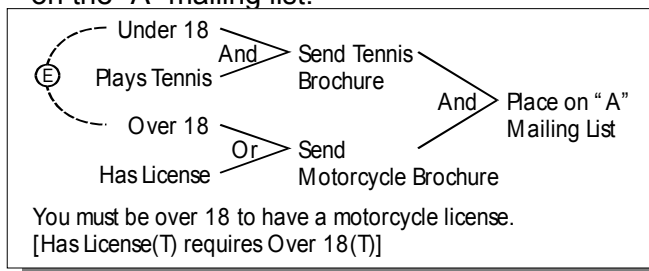 on the "A" mailing list.
Under 18
And
Send Tennis
Brochure
Plays Tennis
E
And
Place on “A”
Mailing List
Over 18
Or
Send
Motorcycle Brochure
Has License
You must be over 18 to have a motorcycle license.
[Has License(T) requires Over 18(T)]